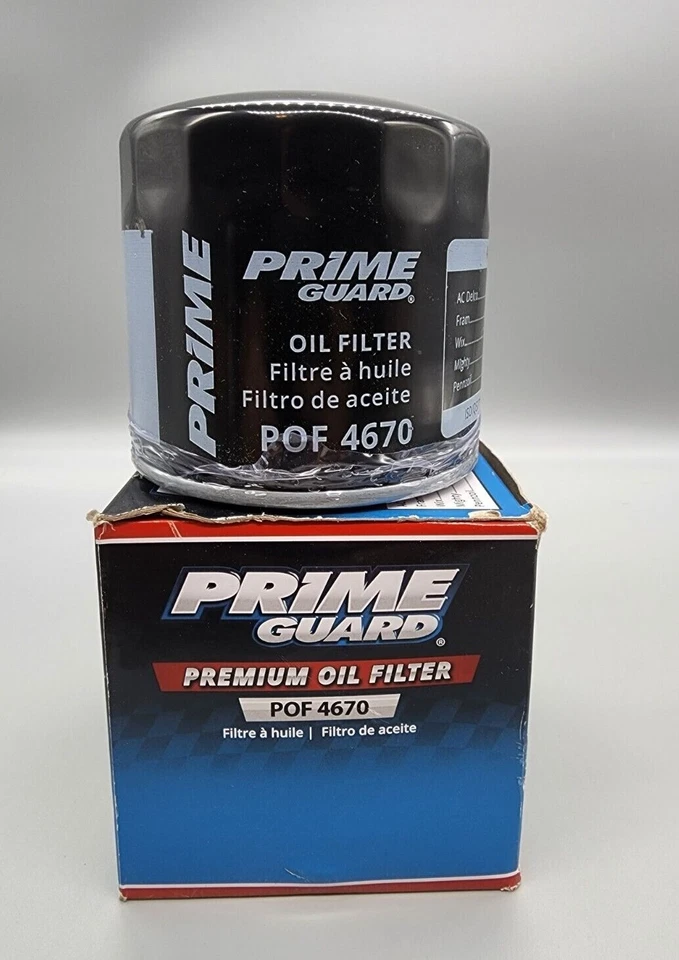 PRIME
PRIME
GUARD®
OIL FILTER
Filtre à huile
Filtro de aceite
POF 4670
AC Delco
Fram
Wix
Mighty
Pennzoil
PRIME
GUARD®
PREMIUM OIL FILTER
POF 4670
Filtre à huile | Filtro de aceite